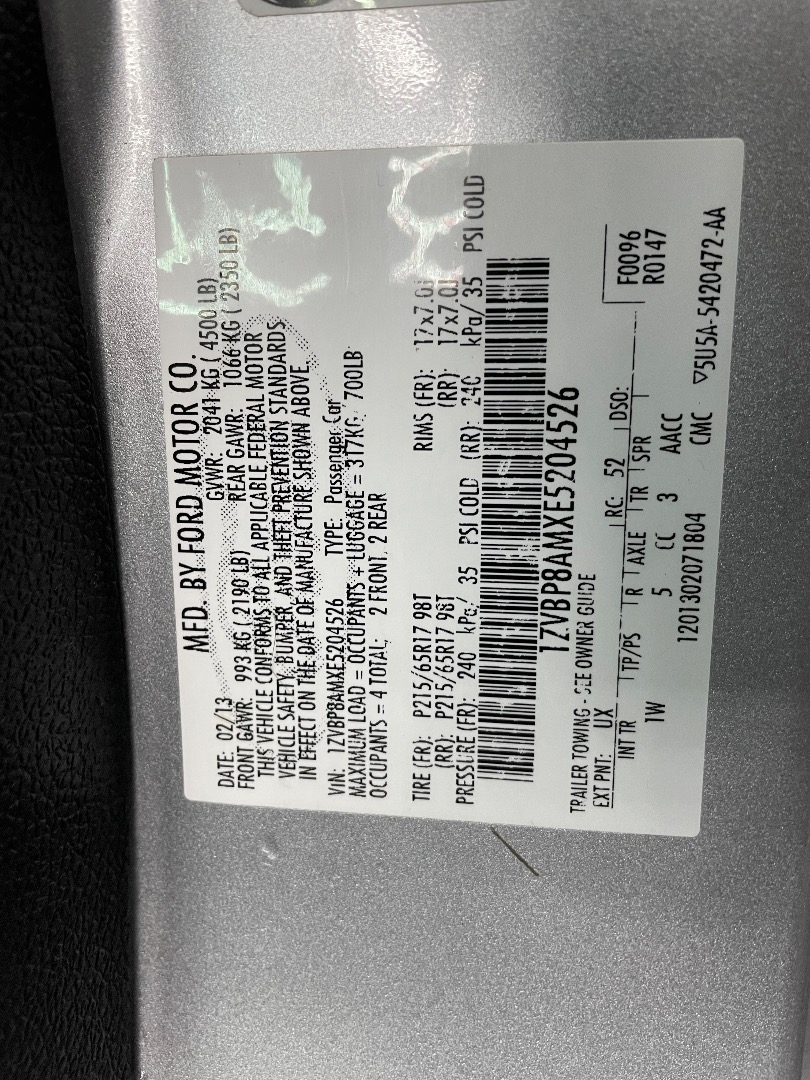 MFD. BY FORD MOTOR CO.
DATE: 02/13 GVWR: 2041 KG ( 4500 LB)
FRONT GAWR: 993 KG ( 2190 LB) REAR GAWR: 1066 KG ( 2350 LB)
THIS VEHICLE CONFORMS TO ALL APPLICABLE FEDERAL MOTOR
VEHICLE SAFETY, BUMPER, AND THEFT PREVENTION STANDARDS
IN EFFECT ON THE DATE OF MANUFACTURE SHOWN ABOVE.
VIN: 1ZVBP8AMXE5204526 TYPE: Passenger Car
MAXIMUM LOAD = OCCUPANTS + LUGGAGE = 317KG/ 700LB
OCCUPANTS = 4 TOTAL; 2 FRONT, 2 REAR
TIRE (FR): P215/65R17 98T RIMS (FR): 17x7.0J
(RR): P215/65R17 98T (RR): 17x7.0J
PRESSURE (FR): 240 kPa/ 35 PSI COLD (RR): 240 kPa/ 35 PSI COLD
1ZVBP8AMXE5204526
TRAILER TOWING - SEE OWNER GUIDE
EXT PNT: UX RC: 52 DSO:
INT TR TP/PS R AXLE TR SPR F0096
1W 5 CC 3 AACC R0147
1201302071804 CMC ▽5U5A-5420472-AA